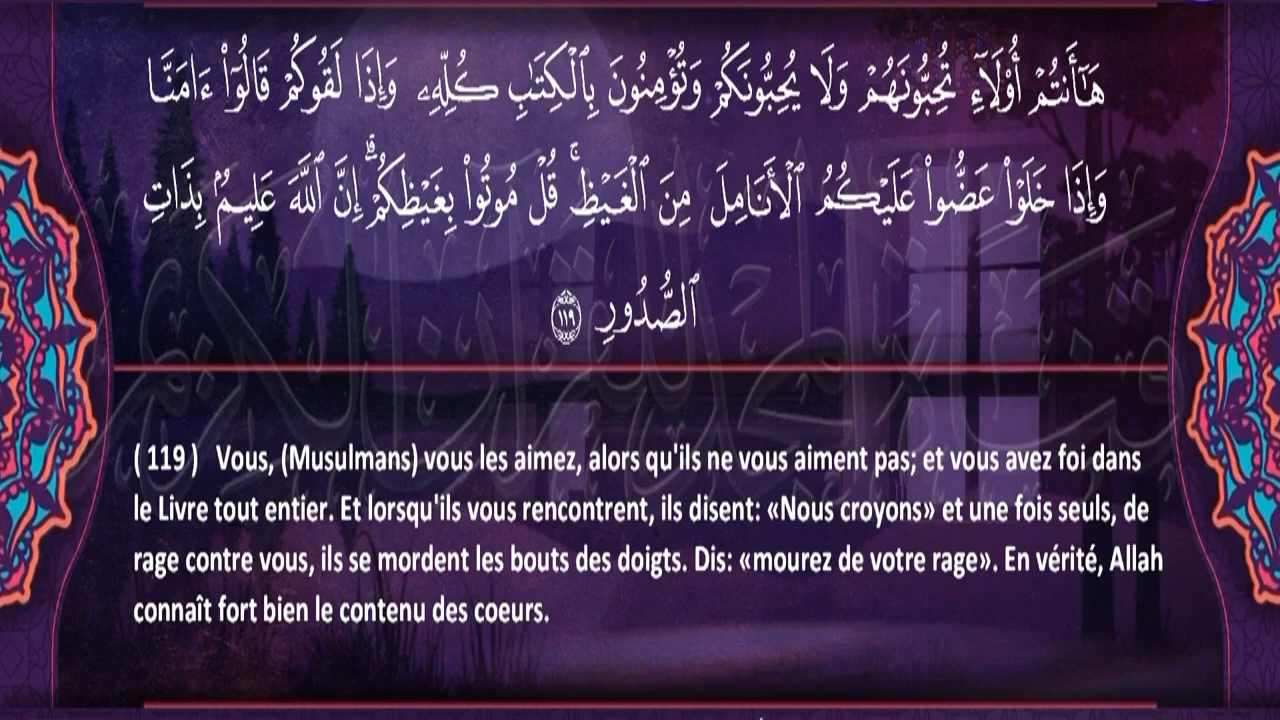 هَـٰٓأَنتُمْ أُو۟لَآءِ تُحِبُّونَهُمْ وَلَا يُحِبُّونَكُمْ وَتُؤْمِنُونَ بِٱلْكِتَـٰبِ كُلِّهِۦ وَإِذَا لَقُوكُمْ قَالُوٓا۟ ءَامَنَّا
وَإِذَا خَلَوْا۟ عَضُّوا۟ عَلَيْكُمُ ٱلْأَنَامِلَ مِنَ ٱلْغَيْظِ ۚ قُلْ مُوتُوا۟ بِغَيْظِكُمْ ۗ إِنَّ ٱللَّهَ عَلِيمٌۢ بِذَاتِ
ٱلصُّدُورِ ١١٩
( 119 ) Vous, (Musulmans) vous les aimez, alors qu'ils ne vous aiment pas; et vous avez foi dans
le Livre tout entier. Et lorsqu'ils vous rencontrent, ils disent: «Nous croyons» et une fois seuls, de
rage contre vous, ils se mordent les bouts des doigts. Dis: «mourez de votre rage». En vérité, Allah
connaît fort bien le contenu des coeurs.